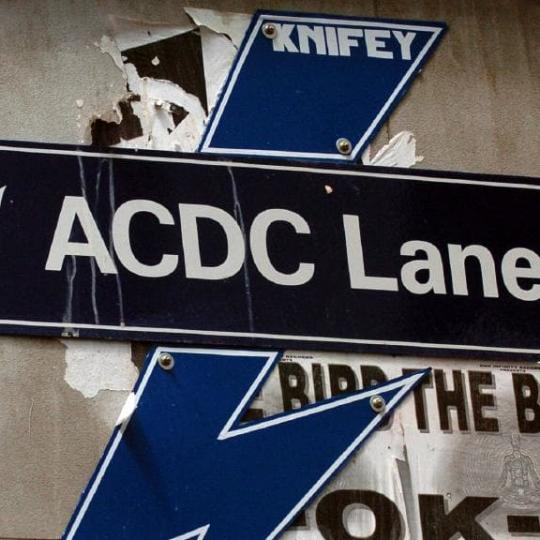 KNIFEY
ACDC Lane
BIRD THE B
OK-